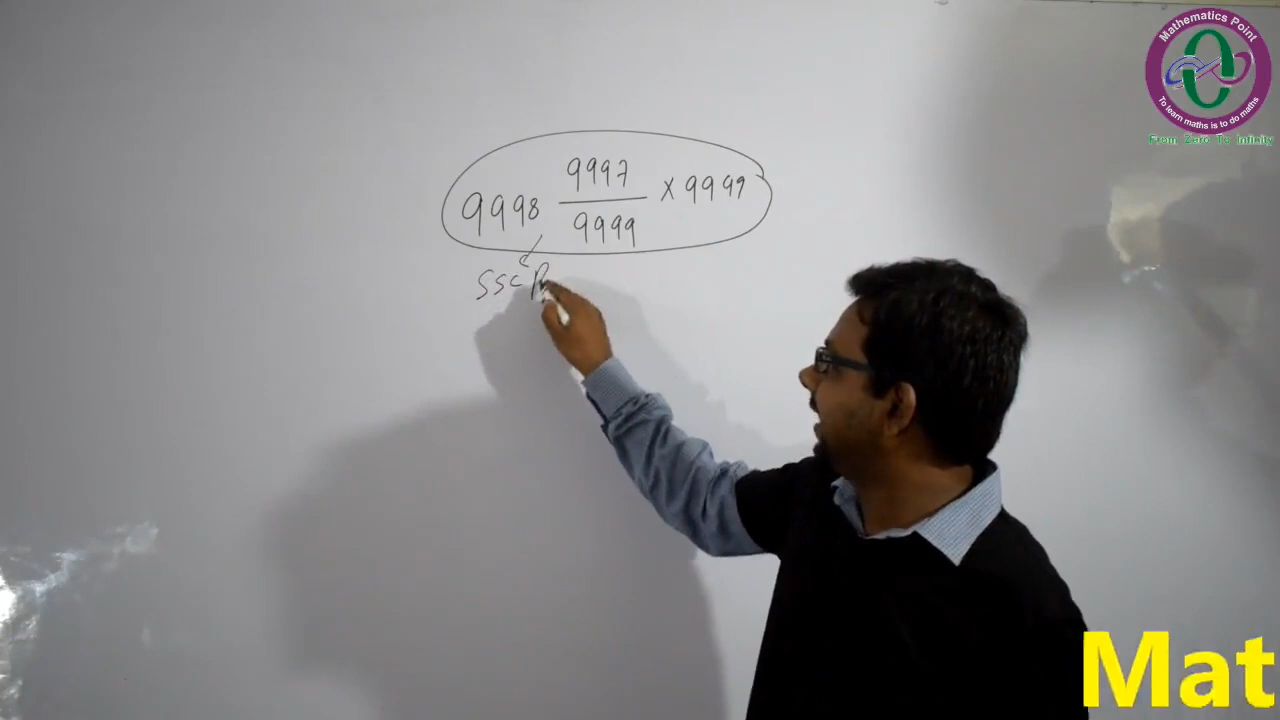 Mathematics Point
To learn maths is to do maths
From Zero To Infinity
9998 9997/9999 x 9999
SSC
Mat